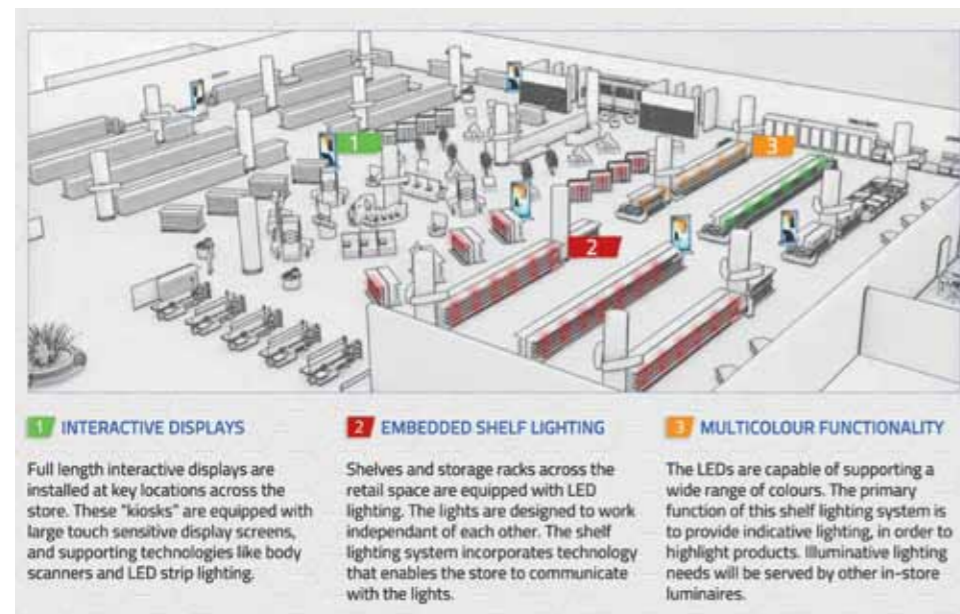 1
3
2
1 INTERACTIVE DISPLAYS
Full length interactive displays are
installed at key locations across the
store. These "kiosks" are equipped with
large touch sensitive display screens,
and supporting technologies like body
scanners and LED strip lighting.
2 EMBEDDED SHELF LIGHTING
Shelves and storage racks across the
retail space are equipped with LED
lighting. The lights are designed to work
independant of each other. The shelf
lighting system incorporates technology
that enables the store to communicate
with the lights.
3 MULTICOLOUR FUNCTIONALITY
The LEDs are capable of supporting a
wide range of colours. The primary
function of this shelf lighting system is
to provide indicative lighting, in order to
highlight products. Illuminative lighting
needs will be served by other in-store
luminaires.